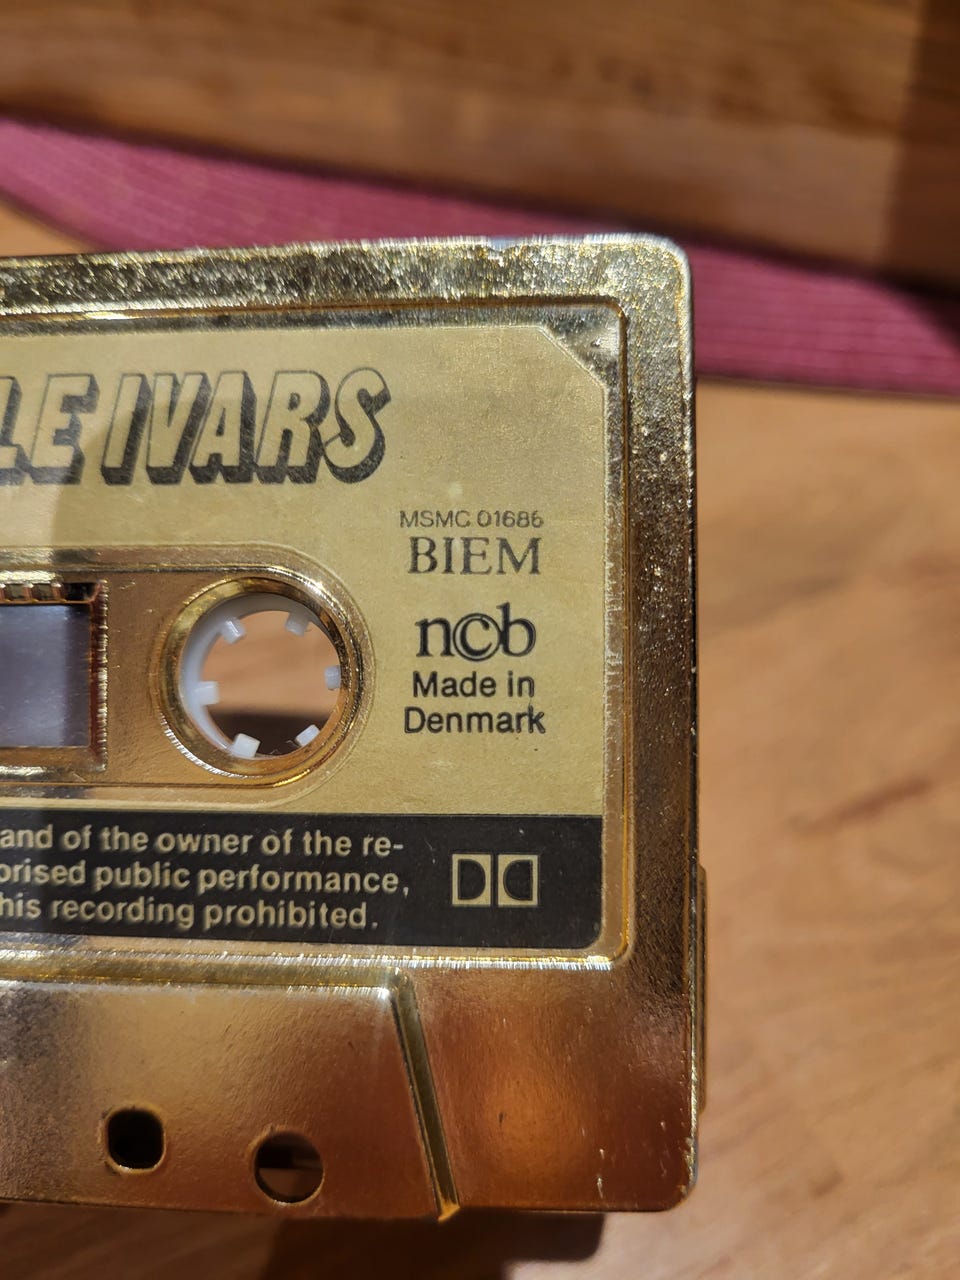 LE IVARS
MSMC 01686
BIEM
ncb
Made in
Denmark
and of the owner of the re-
orised public performance,
his recording prohibited.